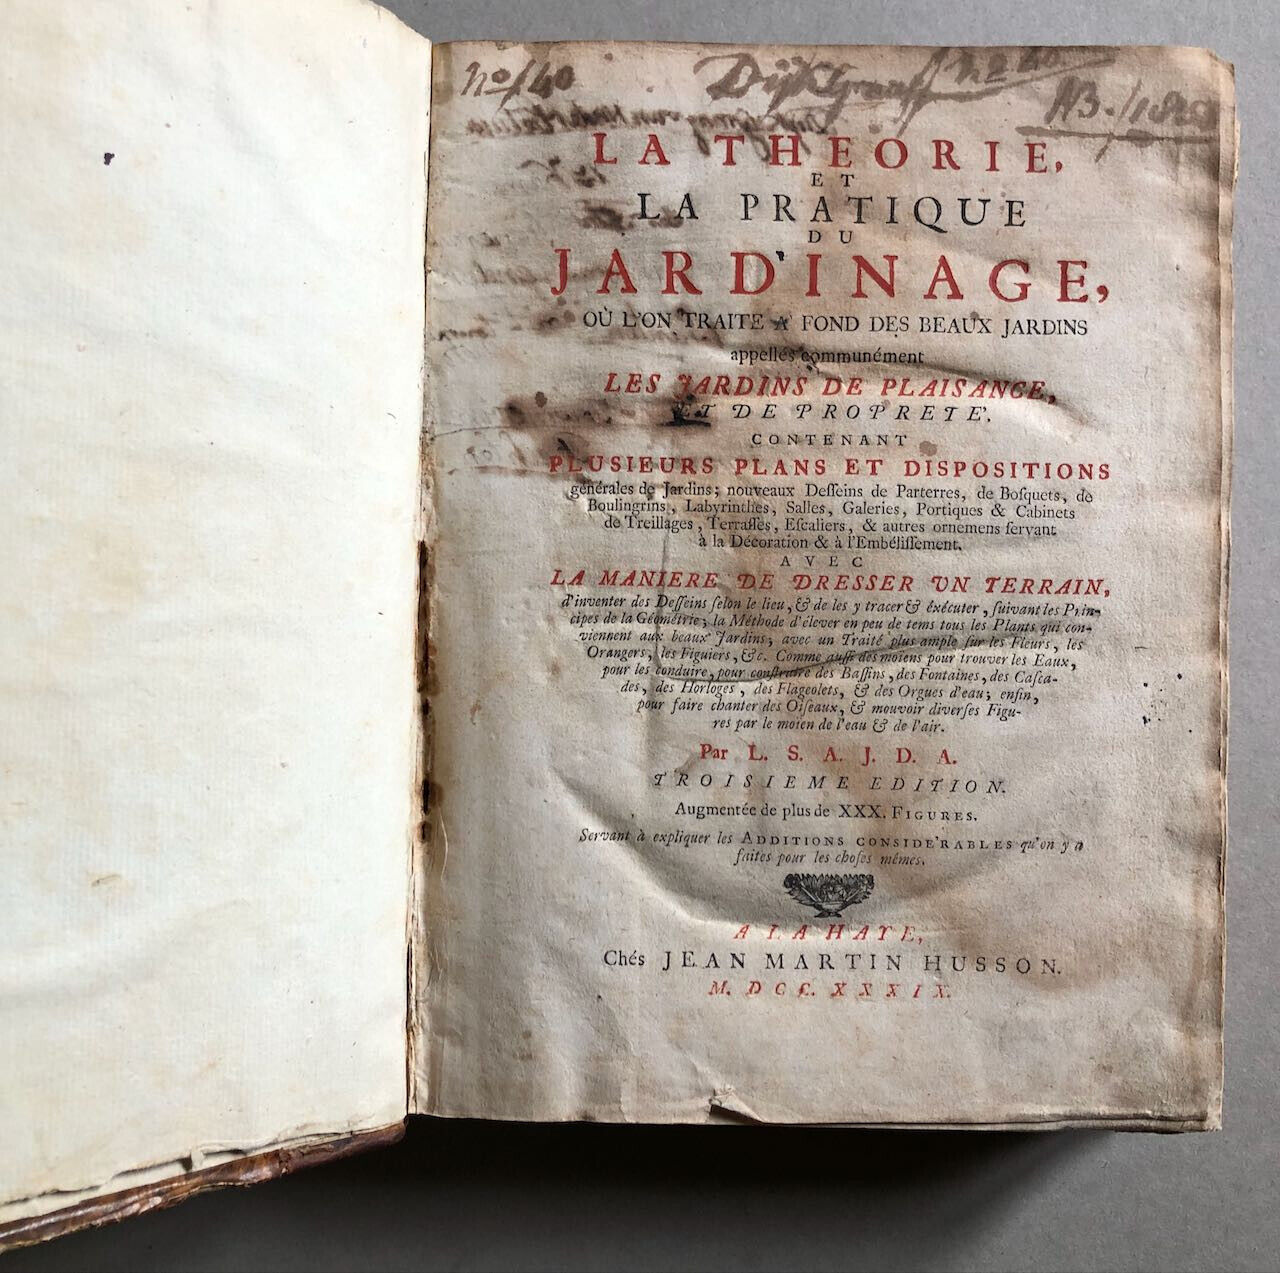 nº/40
nº 40
LA THEORIE,
ET
LA PRATIQUE
DU
JARDINAGE,
OÙ L'ON TRAITE A' FOND DES BEAUX JARDINS
appellés communément
LES JARDINS DE PLAISANCE,
ET DE PROPRETE'.
CONTENANT
PLUSIEURS PLANS ET DISPOSITIONS
générales de Jardins; nouveaux Deſſeins de Parterres, de Boſquets, de
Boulingrins, Labyrinthes, Salles, Galeries, Portiques & Cabinets
de Treillages, Terraſſes, Eſcaliers, & autres ornemens ſervant
à la Décoration & à l'Embéliſſement.
AVEC
LA MANIERE DE DRESSER UN TERRAIN,
d'inventer des Deſſeins ſelon le lieu, & de les y tracer & éxécuter, ſuivant les Prin-
cipes de la Géométrie; la Méthode d'élever en peu de tems tous les Plants qui con-
viennent aux beaux Jardins; avec un Traité plus ample ſur les Fleurs, les
Orangers, les Figuiers, &c. Comme auſſi des moïens pour trouver les Eaux,
pour les conduire, pour conſtruire des Baſſins, des Fontaines, des Caſca-
des, des Horloges, des Flageolets, & des Orgues d'eau; enfin,
pour faire chanter des Oiſeaux, & mouvoir diverſes Figu-
res par le moïen de l'eau & de l'air.
Par L. S. A. J. D. A.
TROISIEME EDITION.
Augmentée de plus de XXX. FIGURES.
Servant à expliquer les ADDITIONS CONSIDE'RABLES qu'on y a
faites pour les choſes mêmes.
A LA HAYE,
Chés JEAN MARTIN HUSSON.
M. DCC. XXXIX.